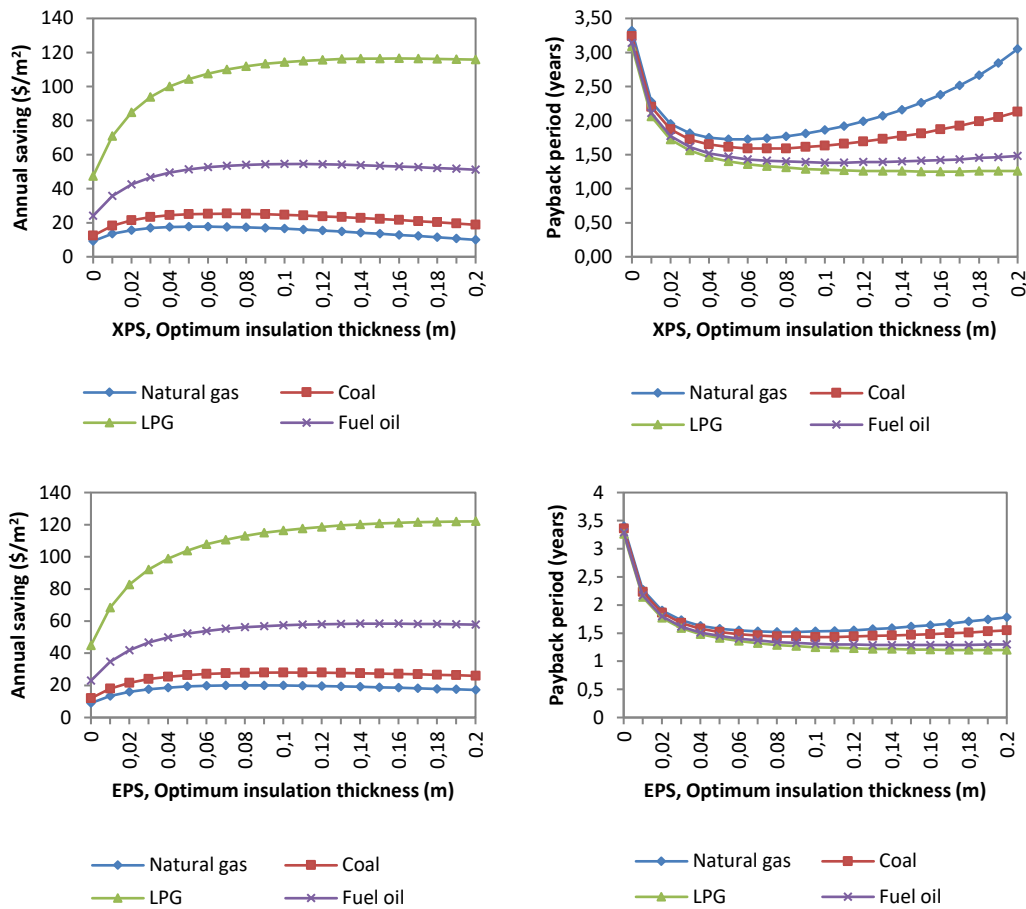 Annual saving ($/m²)
140
120
100
80
60
40
20
0
0 0,02 0,04 0,06 0,08 0,1 0,12 0,14 0,16 0,18 0,2
XPS, Optimum insulation thickness (m)
Natural gas Coal
LPG Fuel oil
Payback period (years)
3,50
3,00
2,50
2,00
1,50
1,00
0,50
0,00
0 0,02 0,04 0,06 0,08 0,1 0,12 0,14 0,16 0,18 0,2
XPS, Optimum insulation thickness (m)
Natural gas Coal
LPG Fuel oil
Annual saving ($/m²)
140
120
100
80
60
40
20
0
0 0,02 0,04 0,06 0,08 0,1 0,12 0,14 0,16 0,18 0,2
EPS, Optimum insulation thickness (m)
Natural gas Coal
LPG Fuel oil
Payback period (years)
4
3,5
3
2,5
2
1,5
1
0,5
0
0 0,02 0,04 0,06 0,08 0,1 0,12 0,14 0,16 0,18 0,2
EPS, Optimum insulation thickness (m)
Natural gas Coal
LPG Fuel oil